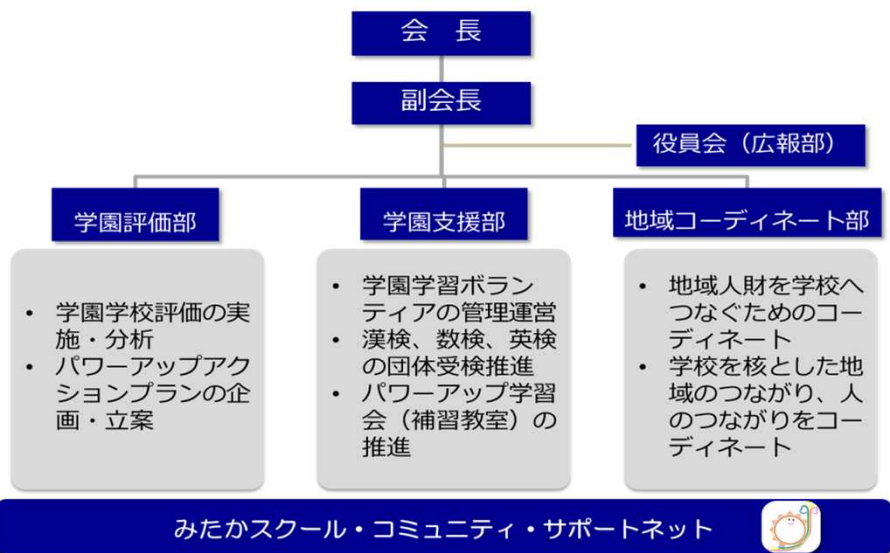 会　長
副会長
役員会（広報部）
学園評価部
学園支援部
地域コーディネート部
• 学園学校評価の実
施・分析
• パワーアップアク
ションプランの企
画・立案
• 学園学習ボラン
ティアの管理運営
• 漢検、数検、英検
の団体受検推進
• パワーアップ学習
会（補習教室）の
推進
• 地域人財を学校へ
つなぐためのコー
ディネート
• 学校を核とした地
域のつながり、人
のつながりをコー
ディネート
みたかスクール・コミュニティ・サポートネット